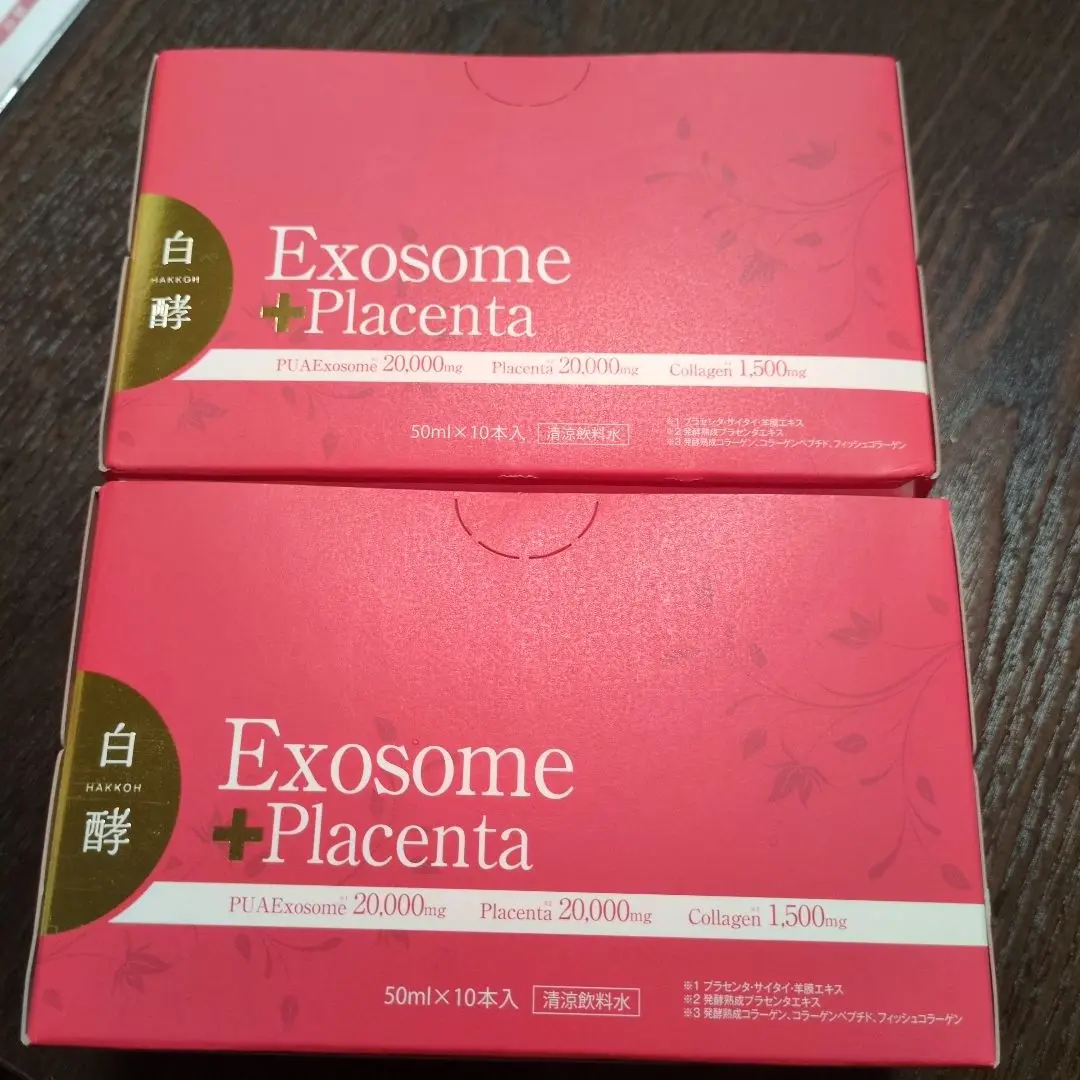 白
HAKKOH
酵
Exosome
+Placenta
PUAExosome※1 20,000mg Placenta※2 20,000mg Collagen※3 1,500mg
50ml×10本入 清涼飲料水
※1 プラセンタ・サイタイ・羊膜エキス
※2 発酵熟成プラセンタエキス
※3 発酵熟成コラーゲン、コラーゲンペプチド、フィッシュコラーゲン
白
HAKKOH
酵
Exosome
+Placenta
PUAExosome※1 20,000mg Placenta※2 20,000mg Collagen※3 1,500mg
50ml×10本入 清涼飲料水
※1 プラセンタ・サイタイ・羊膜エキス
※2 発酵熟成プラセンタエキス
※3 発酵熟成コラーゲン、コラーゲンペプチド、フィッシュコラーゲン